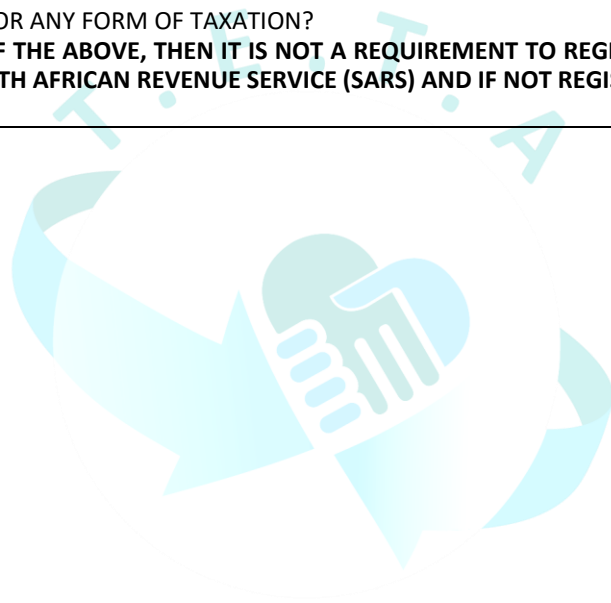 OR ANY FORM OF TAXATION?
F THE ABOVE, THEN IT IS NOT A REQUIREMENT TO REGI
TH AFRICAN REVENUE SERVICE (SARS) AND IF NOT REGIS
T.E.T.A